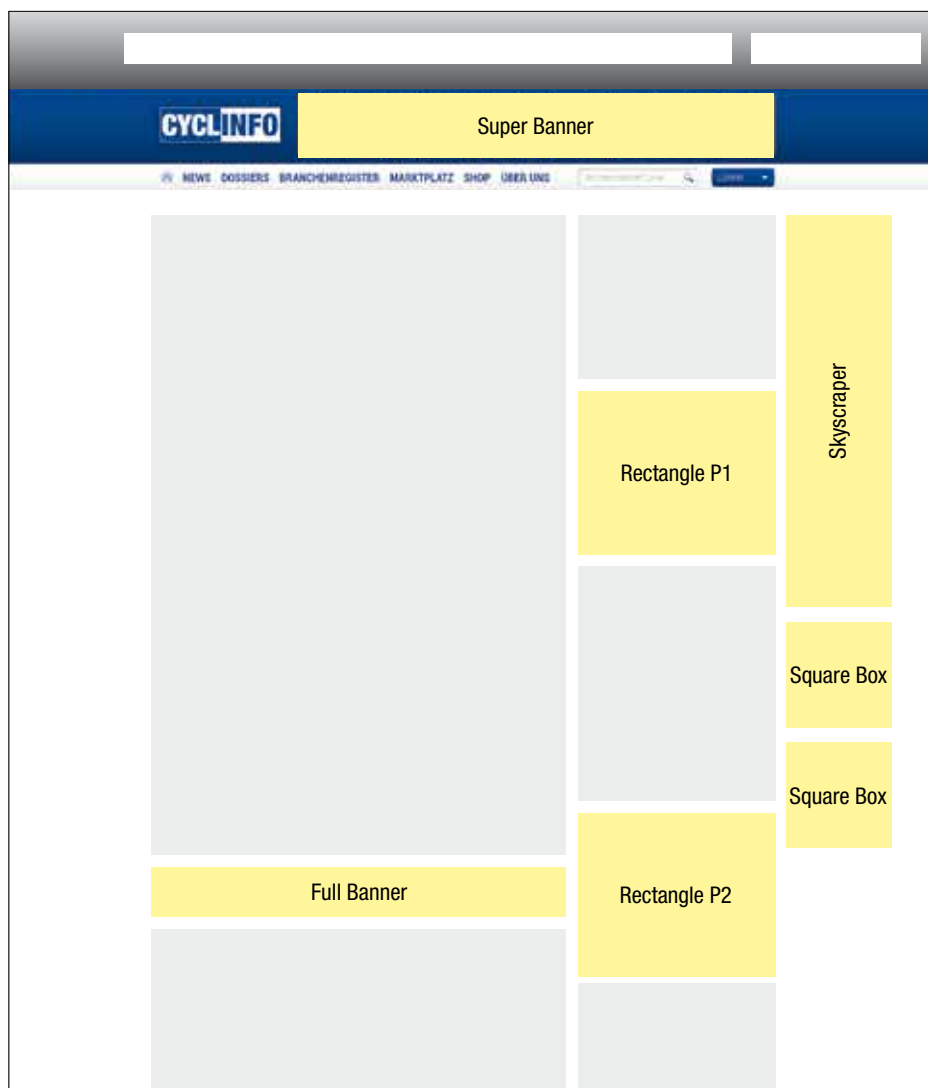 CYCLINFO
Super Banner
NEWS DOSSIERS BRANCHENREGISTER MARKTPLATZ SHOP ÜBER UNS
Skyscraper
Rectangle P1
Square Box
Square Box
Full Banner
Rectangle P2